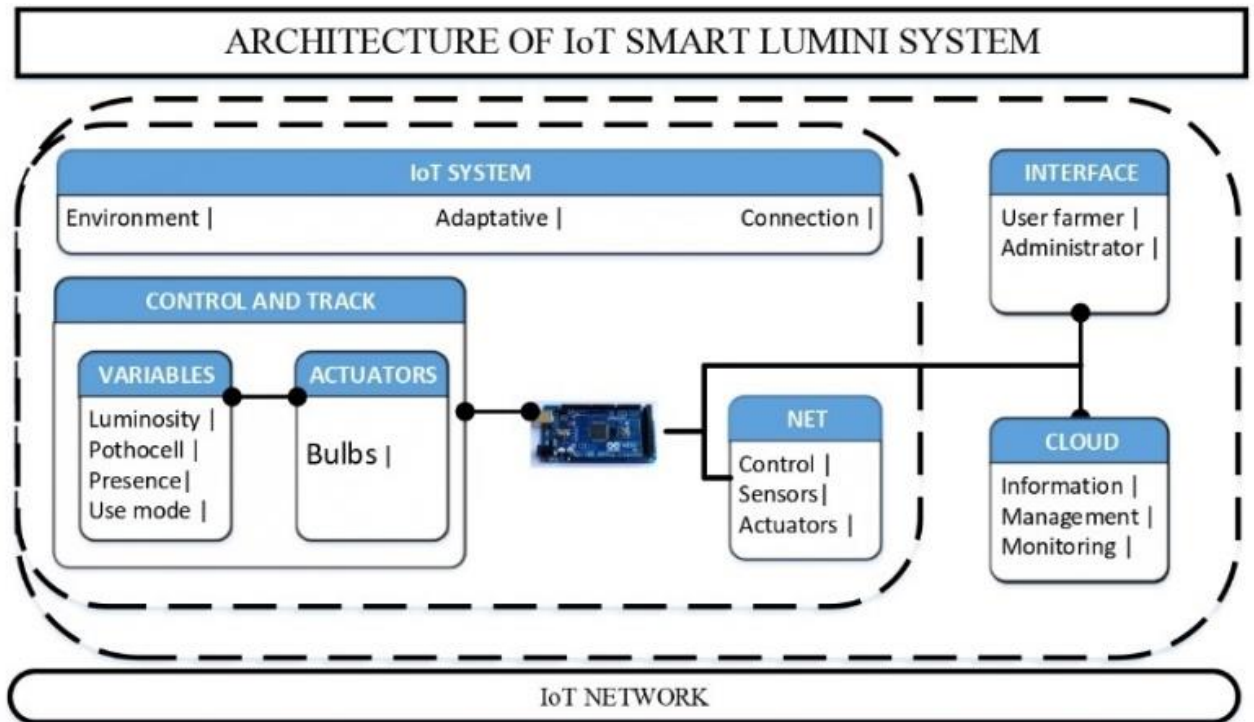 ARCHITECTURE OF IoT SMART LUMINI SYSTEM
IoT SYSTEM
Environment | Adaptative | Connection |
INTERFACE
User farmer |
Administrator |
CONTROL AND TRACK
VARIABLES
Luminosity |
Pothocell |
Presence|
Use mode |
ACTUATORS
Bulbs |
NET
Control |
Sensors|
Actuators |
CLOUD
Information |
Management |
Monitoring |
IoT NETWORK